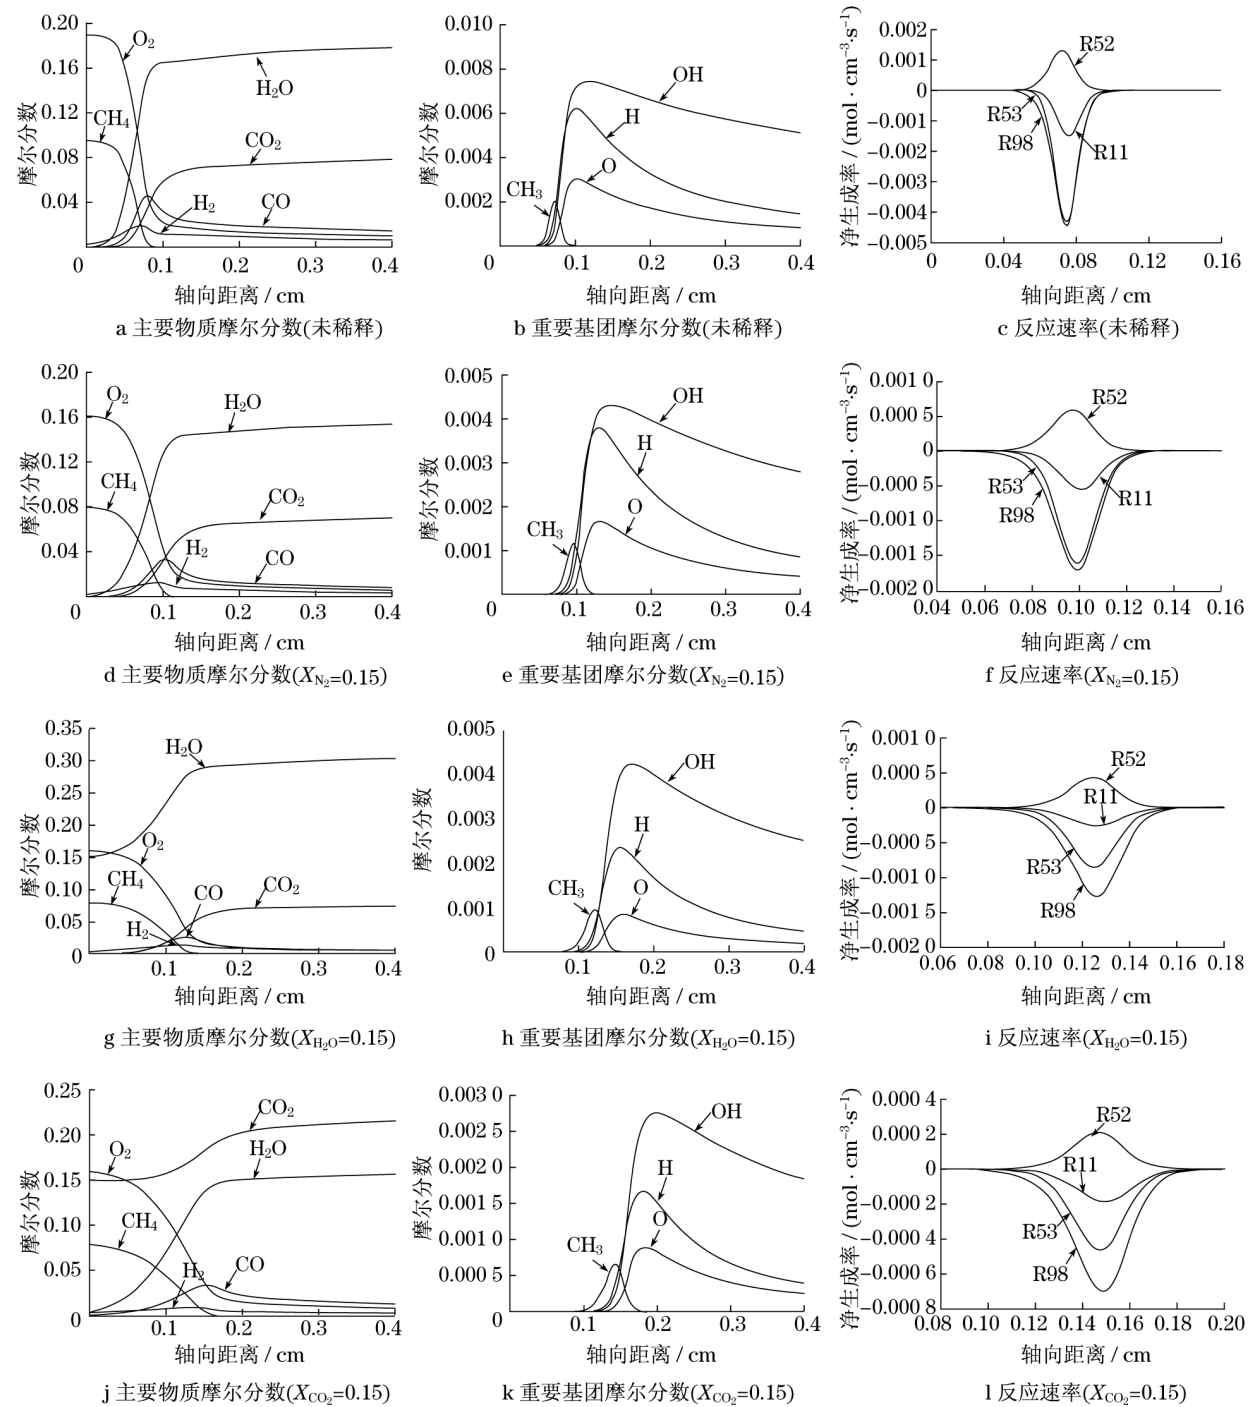 0.20
0.16
0.12
0.08
0.04
0
0.1
0.2
0.3
0.4
摩尔分数
O₂
H₂O
CH₄
CO₂
H₂
CO
轴向距离 / cm
a 主要物质摩尔分数(未稀释)
0.010
0.008
0.006
0.004
0.002
0
0.1
0.2
0.3
0.4
摩尔分数
OH
H
O
CH₃
轴向距离 / cm
b 重要基团摩尔分数(未稀释)
0.002
0.001
0
−0.001
−0.002
−0.003
−0.004
−0.005
0
0.04
0.08
0.12
0.16
净生成率 / (mol · cm⁻³·s⁻¹)
R52
R53
R98
R11
轴向距离 / cm
c 反应速率(未稀释)
0.20
0.16
0.12
0.08
0.04
0
0.1
0.2
0.3
0.4
摩尔分数
O₂
H₂O
CH₄
CO₂
H₂
CO
轴向距离 / cm
d 主要物质摩尔分数(X_N₂=0.15)
0.005
0.004
0.003
0.002
0.001
0
0.1
0.2
0.3
0.4
摩尔分数
OH
H
O
CH₃
轴向距离 / cm
e 重要基团摩尔分数(X_N₂=0.15)
0.001 0
0.000 5
0
−0.000 5
−0.001 0
−0.001 5
−0.002 0
0.04
0.06
0.08
0.10
0.12
0.14
0.16
净生成率 / (mol · cm⁻³·s⁻¹)
R52
R53
R98
R11
轴向距离 / cm
f 反应速率(X_N₂=0.15)
0.35
0.30
0.25
0.20
0.15
0.10
0.05
0
0.1
0.2
0.3
0.4
摩尔分数
H₂O
O₂
CH₄
CO
CO₂
H₂
轴向距离 / cm
g 主要物质摩尔分数(X_H₂O=0.15)
0.005
0.004
0.003
0.002
0.001
0
0.1
0.2
0.3
0.4
摩尔分数
OH
H
O
CH₃
轴向距离 / cm
h 重要基团摩尔分数(X_H₂O=0.15)
0.001 0
0.000 5
0
−0.000 5
−0.001 0
−0.001 5
−0.002 0
0.06
0.08
0.10
0.12
0.14
0.16
0.18
净生成率 / (mol · cm⁻³·s⁻¹)
R52
R11
R53
R98
轴向距离 / cm
i 反应速率(X_H₂O=0.15)
0.25
0.20
0.15
0.10
0.05
0
0.1
0.2
0.3
0.4
摩尔分数
CO₂
O₂
H₂O
CH₄
H₂
CO
轴向距离 / cm
j 主要物质摩尔分数(X_CO₂=0.15)
0.003 0
0.002 5
0.002 0
0.001 5
0.001 0
0.000 5
0
0.1
0.2
0.3
0.4
摩尔分数
OH
H
O
CH₃
轴向距离 / cm
k 重要基团摩尔分数(X_CO₂=0.15)
0.000 4
0.000 2
0
−0.000 2
−0.000 4
−0.000 6
−0.000 8
0.08
0.10
0.12
0.14
0.16
0.18
0.20
净生成率 / (mol · cm⁻³·s⁻¹)
R52
R11
R53
R98
轴向距离 / cm
l 反应速率(X_CO₂=0.15)